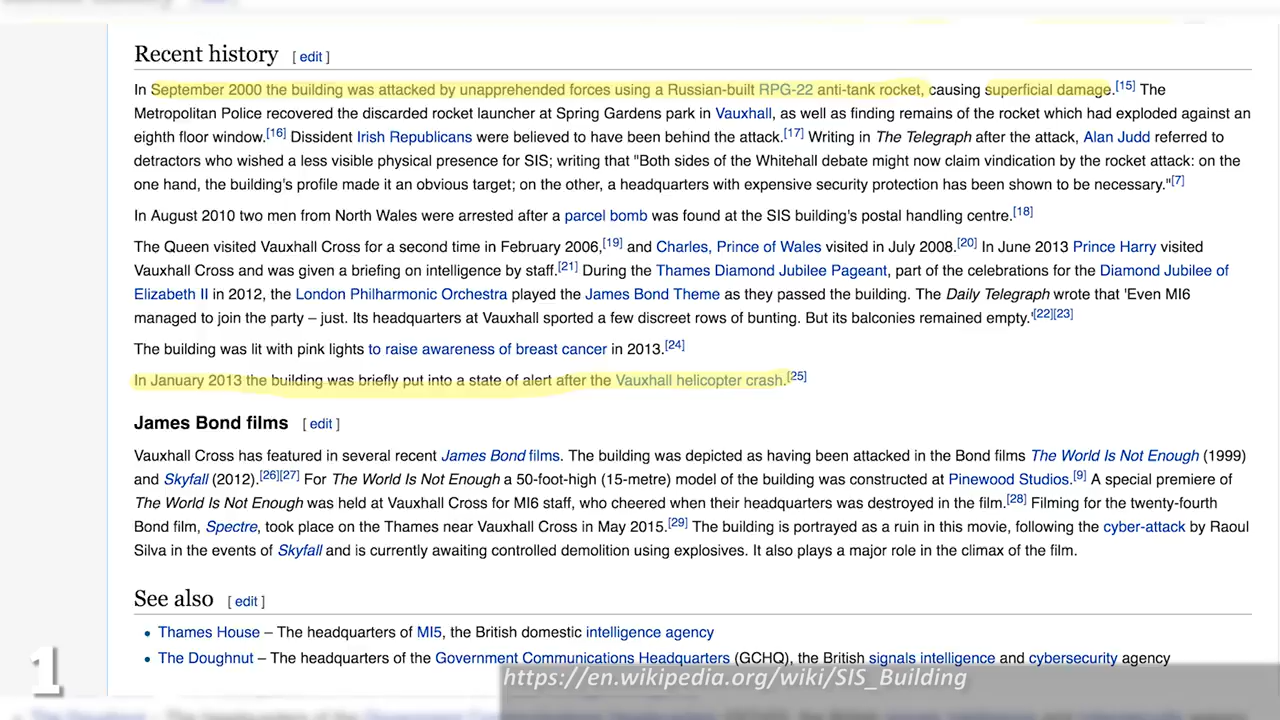 Recent history [ edit ]
In September 2000 the building was attacked by unapprehended forces using a Russian-built RPG-22 anti-tank rocket, causing superficial damage.[15] The
Metropolitan Police recovered the discarded rocket launcher at Spring Gardens park in Vauxhall, as well as finding remains of the rocket which had exploded against an
eighth floor window.[16] Dissident Irish Republicans were believed to have been behind the attack.[17] Writing in The Telegraph after the attack, Alan Judd referred to
detractors who wished a less visible physical presence for SIS; writing that "Both sides of the Whitehall debate might now claim vindication by the rocket attack: on the
one hand, the building's profile made it an obvious target; on the other, a headquarters with expensive security protection has been shown to be necessary."[7]
In August 2010 two men from North Wales were arrested after a parcel bomb was found at the SIS building's postal handling centre.[18]
The Queen visited Vauxhall Cross for a second time in February 2006,[19] and Charles, Prince of Wales visited in July 2008.[20] In June 2013 Prince Harry visited
Vauxhall Cross and was given a briefing on intelligence by staff.[21] During the Thames Diamond Jubilee Pageant, part of the celebrations for the Diamond Jubilee of
Elizabeth II in 2012, the London Philharmonic Orchestra played the James Bond Theme as they passed the building. The Daily Telegraph wrote that 'Even MI6
managed to join the party – just. Its headquarters at Vauxhall sported a few discreet rows of bunting. But its balconies remained empty.'[22][23]
The building was lit with pink lights to raise awareness of breast cancer in 2013.[24]
In January 2013 the building was briefly put into a state of alert after the Vauxhall helicopter crash.[25]
James Bond films [ edit ]
Vauxhall Cross has featured in several recent James Bond films. The building was depicted as having been attacked in the Bond films The World Is Not Enough (1999)
and Skyfall (2012).[26][27] For The World Is Not Enough a 50-foot-high (15-metre) model of the building was constructed at Pinewood Studios.[9] A special premiere of
The World Is Not Enough was held at Vauxhall Cross for MI6 staff, who cheered when their headquarters was destroyed in the film.[28] Filming for the twenty-fourth
Bond film, Spectre, took place on the Thames near Vauxhall Cross in May 2015.[29] The building is portrayed as a ruin in this movie, following the cyber-attack by Raoul
Silva in the events of Skyfall and is currently awaiting controlled demolition using explosives. It also plays a major role in the climax of the film.
See also [ edit ]
• Thames House – The headquarters of MI5, the British domestic intelligence agency
• The Doughnut – The headquarters of the Government Communications Headquarters (GCHQ), the British signals intelligence and cybersecurity agency
1
https://en.wikipedia.org/wiki/SIS_Building